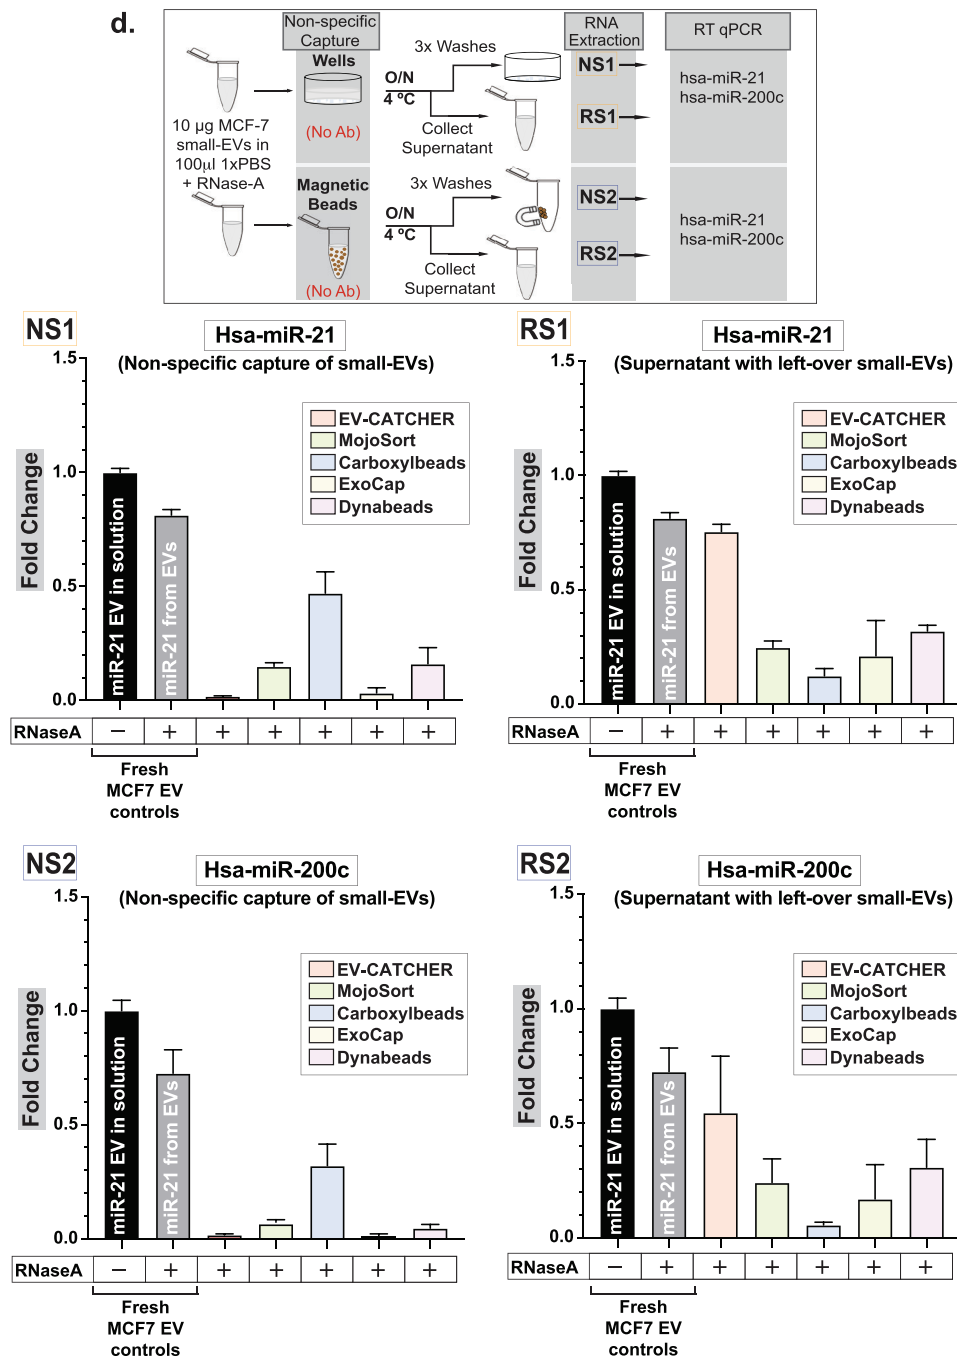 d.
Non-specific
Capture
RNA
Extraction
RT qPCR
Wells
(No Ab)
O/N
4 ºC
3x Washes
Collect
Supernatant
NS1
RS1
hsa-miR-21
hsa-miR-200c
10 µg MCF-7
small-EVs in
100µl 1xPBS
+ RNase-A
Magnetic
Beads
(No Ab)
O/N
4 ºC
3x Washes
Collect
Supernatant
NS2
RS2
hsa-miR-21
hsa-miR-200c
NS1
Hsa-miR-21
(Non-specific capture of small-EVs)
Fold Change
1.5
1.0
0.5
0.0
EV-CATCHER
MojoSort
Carboxylbeads
ExoCap
Dynabeads
miR-21 EV in solution
miR-21 from EVs
RNaseA − + + + + + +
Fresh
MCF7 EV
controls
RS1
Hsa-miR-21
(Supernatant with left-over small-EVs)
Fold Change
1.5
1.0
0.5
0.0
EV-CATCHER
MojoSort
Carboxylbeads
ExoCap
Dynabeads
miR-21 EV in solution
miR-21 from EVs
RNaseA − + + + + + +
Fresh
MCF7 EV
controls
NS2
Hsa-miR-200c
(Non-specific capture of small-EVs)
Fold Change
1.5
1.0
0.5
0.0
EV-CATCHER
MojoSort
Carboxylbeads
ExoCap
Dynabeads
miR-21 EV in solution
miR-21 from EVs
RNaseA − + + + + + +
Fresh
MCF7 EV
controls
RS2
Hsa-miR-200c
(Supernatant with left-over small-EVs)
Fold Change
1.5
1.0
0.5
0.0
EV-CATCHER
MojoSort
Carboxylbeads
ExoCap
Dynabeads
miR-21 EV in solution
miR-21 from EVs
RNaseA − + + + + + +
Fresh
MCF7 EV
controls